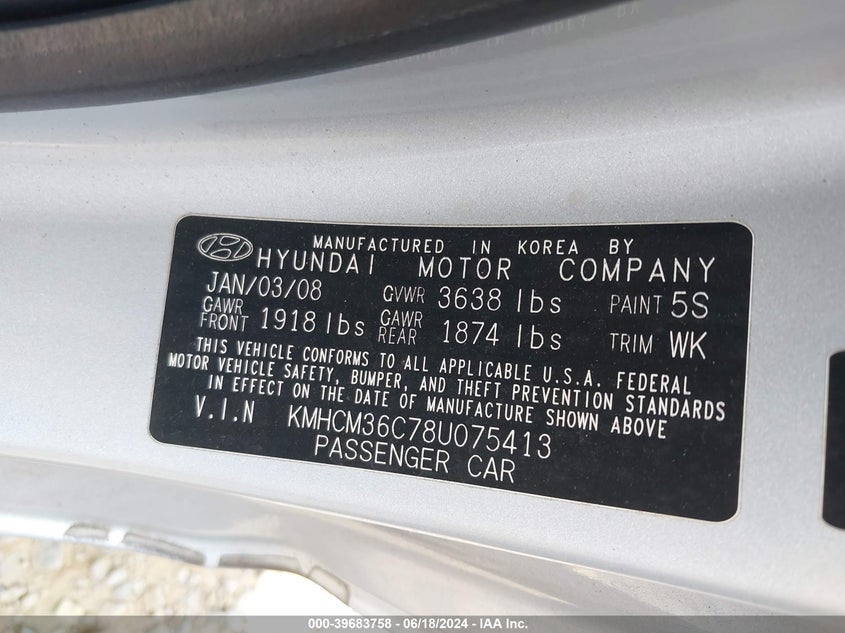 MANUFACTURED IN KOREA BY
HYUNDAI MOTOR COMPANY
JAN/03/08 GVWR 3638 lbs PAINT 5S
GAWR FRONT 1918 lbs GAWR REAR 1874 lbs TRIM WK
THIS VEHICLE CONFORMS TO ALL APPLICABLE U.S.A. FEDERAL
MOTOR VEHICLE SAFETY, BUMPER, AND THEFT PREVENTION STANDARDS
IN EFFECT ON THE DATE OF MANUFACTURE SHOWN ABOVE
V.I.N KMHCM36C78U075413
PASSENGER CAR
000-39683758 - 06/18/2024 - IAA Inc.